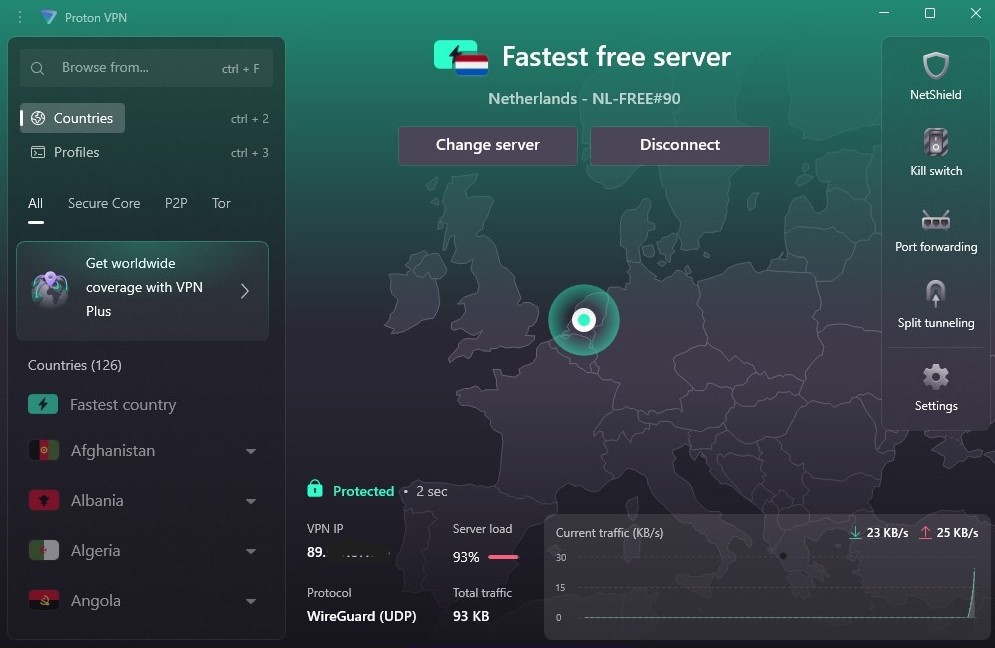 Proton VPN
Browse from...
ctrl + F
Countries
ctrl + 2
Profiles
ctrl + 3
All
Secure Core
P2P
Tor
Get worldwide
coverage with VPN
Plus
Countries (126)
Fastest country
Afghanistan
Albania
Algeria
Angola
Fastest free server
Netherlands - NL-FREE#90
Change server
Disconnect
Protected • 2 sec
VPN IP
89.
Server load
93%
Protocol
WireGuard (UDP)
Total traffic
93 KB
Current traffic (KB/s)
23 KB/s
25 KB/s
30
15
0
NetShield
Kill switch
Port forwarding
Split tunneling
Settings